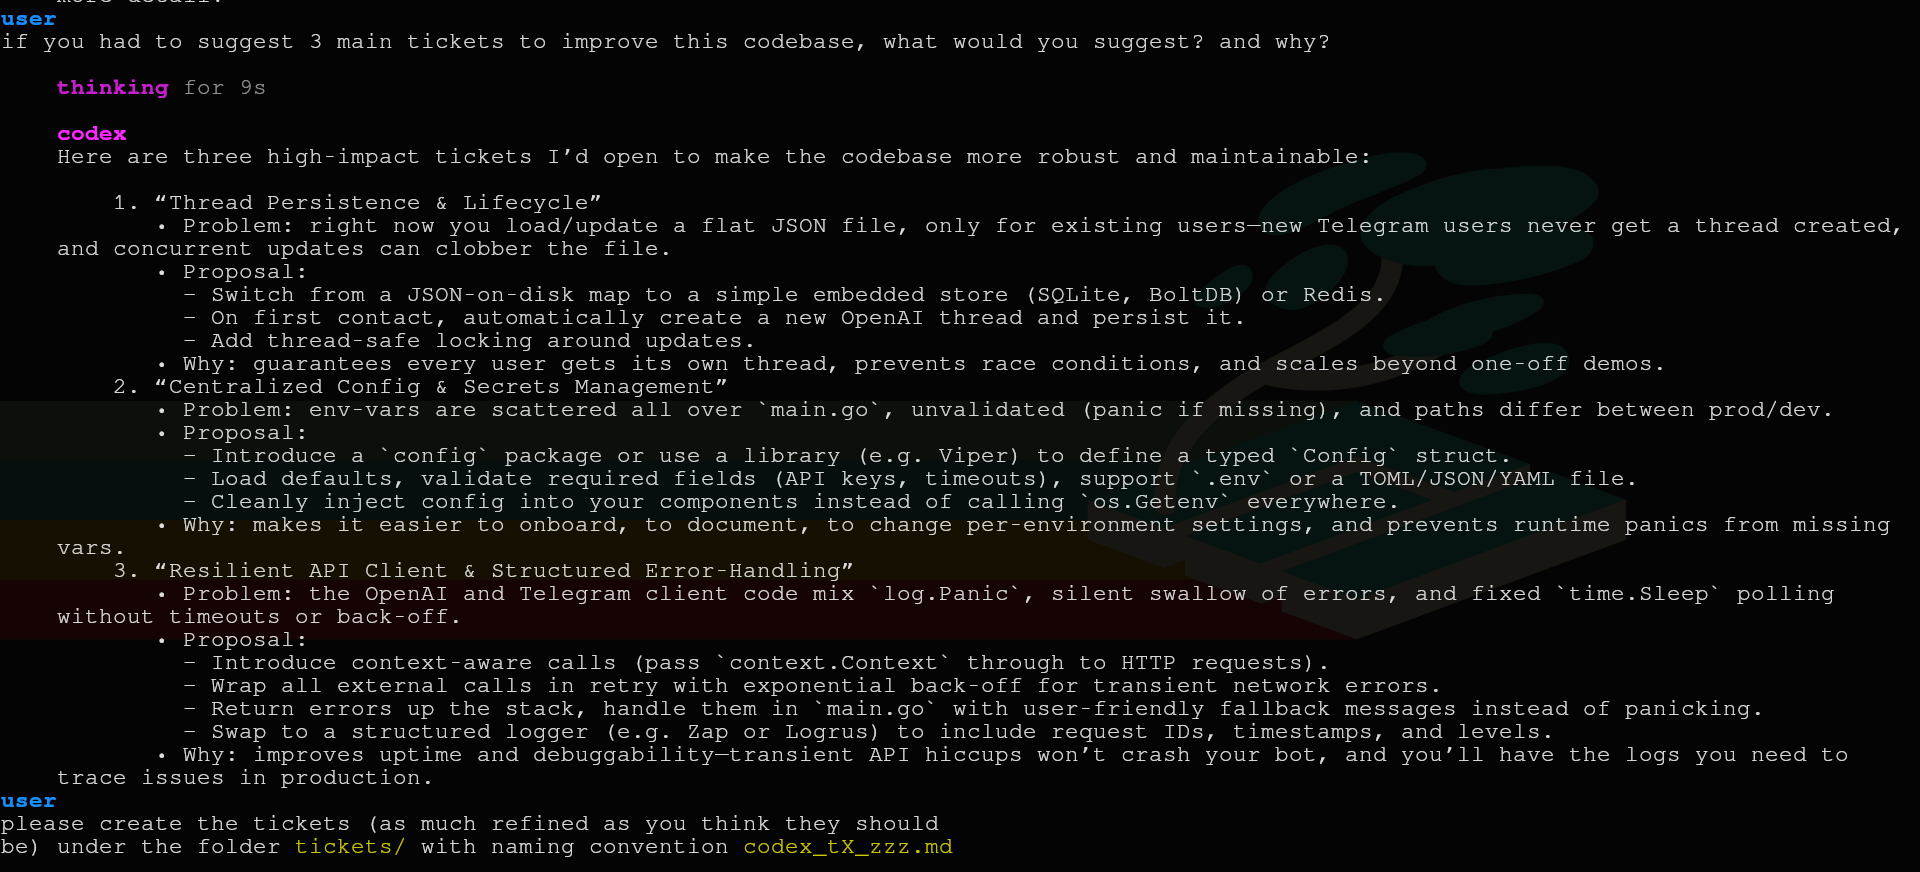 more detail.
user
if you had to suggest 3 main tickets to improve this codebase, what would you suggest? and why?
thinking for 9s
codex
Here are three high-impact tickets I’d open to make the codebase more robust and maintainable:
1. “Thread Persistence & Lifecycle”
• Problem: right now you load/update a flat JSON file, only for existing users—new Telegram users never get a thread created,
and concurrent updates can clobber the file.
• Proposal:
– Switch from a JSON-on-disk map to a simple embedded store (SQLite, BoltDB) or Redis.
– On first contact, automatically create a new OpenAI thread and persist it.
– Add thread-safe locking around updates.
• Why: guarantees every user gets its own thread, prevents race conditions, and scales beyond one-off demos.
2. “Centralized Config & Secrets Management”
• Problem: env-vars are scattered all over `main.go`, unvalidated (panic if missing), and paths differ between prod/dev.
• Proposal:
– Introduce a `config` package or use a library (e.g. Viper) to define a typed `Config` struct.
– Load defaults, validate required fields (API keys, timeouts), support `.env` or a TOML/JSON/YAML file.
– Cleanly inject config into your components instead of calling `os.Getenv` everywhere.
• Why: makes it easier to onboard, to document, to change per-environment settings, and prevents runtime panics from missing
vars.
3. “Resilient API Client & Structured Error-Handling”
• Problem: the OpenAI and Telegram client code mix `log.Panic`, silent swallow of errors, and fixed `time.Sleep` polling
without timeouts or back-off.
• Proposal:
– Introduce context-aware calls (pass `context.Context` through to HTTP requests).
– Wrap all external calls in retry with exponential back-off for transient network errors.
– Return errors up the stack, handle them in `main.go` with user-friendly fallback messages instead of panicking.
– Swap to a structured logger (e.g. Zap or Logrus) to include request IDs, timestamps, and levels.
• Why: improves uptime and debuggability—transient API hiccups won’t crash your bot, and you’ll have the logs you need to
trace issues in production.
user
please create the tickets (as much refined as you think they should
be) under the folder tickets/ with naming convention codex_tX_zzz.md